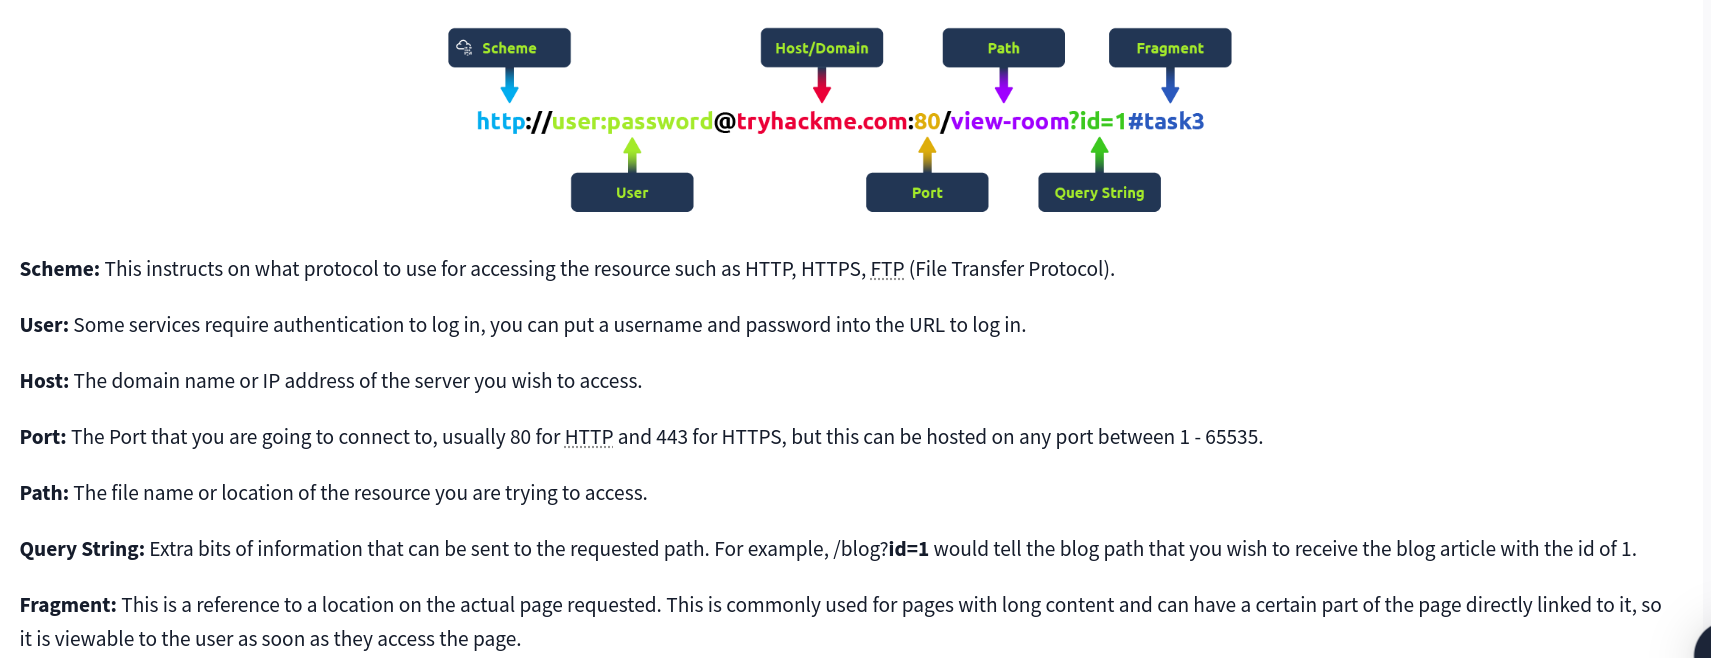 Scheme Host/Domain Path Fragment
http://user:password@tryhackme.com:80/view-room?id=1#task3
User Port Query String
Scheme: This instructs on what protocol to use for accessing the resource such as HTTP, HTTPS, FTP (File Transfer Protocol).
User: Some services require authentication to log in, you can put a username and password into the URL to log in.
Host: The domain name or IP address of the server you wish to access.
Port: The Port that you are going to connect to, usually 80 for HTTP and 443 for HTTPS, but this can be hosted on any port between 1 - 65535.
Path: The file name or location of the resource you are trying to access.
Query String: Extra bits of information that can be sent to the requested path. For example, /blog?id=1 would tell the blog path that you wish to receive the blog article with the id of 1.
Fragment: This is a reference to a location on the actual page requested. This is commonly used for pages with long content and can have a certain part of the page directly linked to it, so
it is viewable to the user as soon as they access the page.